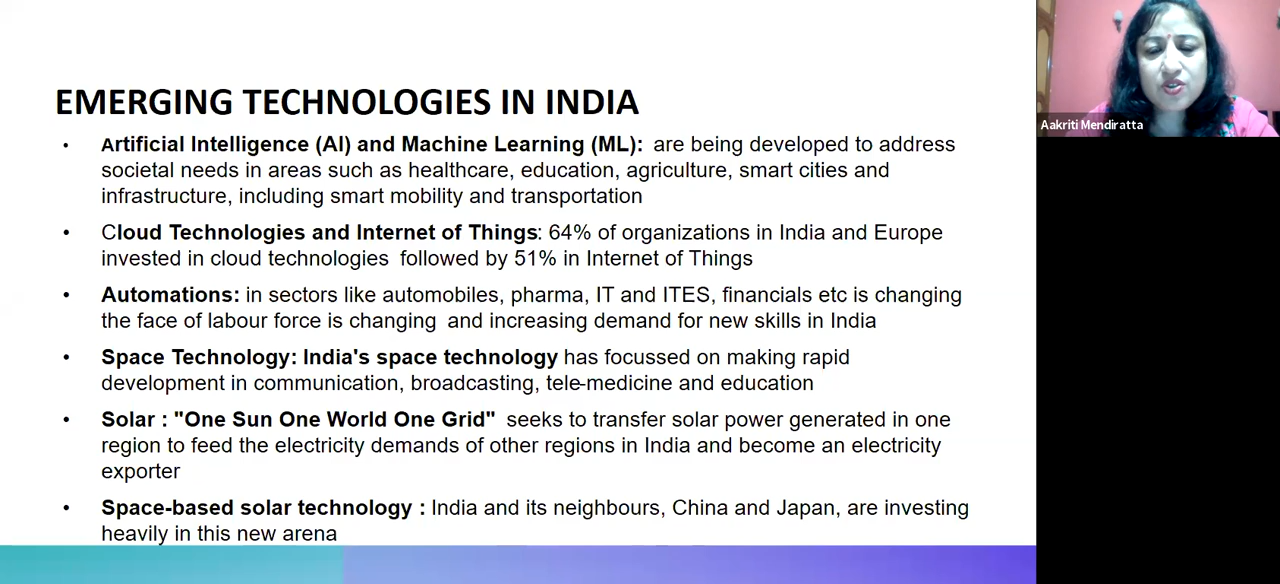 EMERGING TECHNOLOGIES IN INDIA
• Artificial Intelligence (AI) and Machine Learning (ML): are being developed to address
societal needs in areas such as healthcare, education, agriculture, smart cities and
infrastructure, including smart mobility and transportation
• Cloud Technologies and Internet of Things: 64% of organizations in India and Europe
invested in cloud technologies followed by 51% in Internet of Things
• Automations: in sectors like automobiles, pharma, IT and ITES, financials etc is changing
the face of labour force is changing and increasing demand for new skills in India
• Space Technology: India's space technology has focussed on making rapid
development in communication, broadcasting, tele-medicine and education
• Solar : "One Sun One World One Grid" seeks to transfer solar power generated in one
region to feed the electricity demands of other regions in India and become an electricity
exporter
• Space-based solar technology : India and its neighbours, China and Japan, are investing
heavily in this new arena
Aakriti Mendiratta